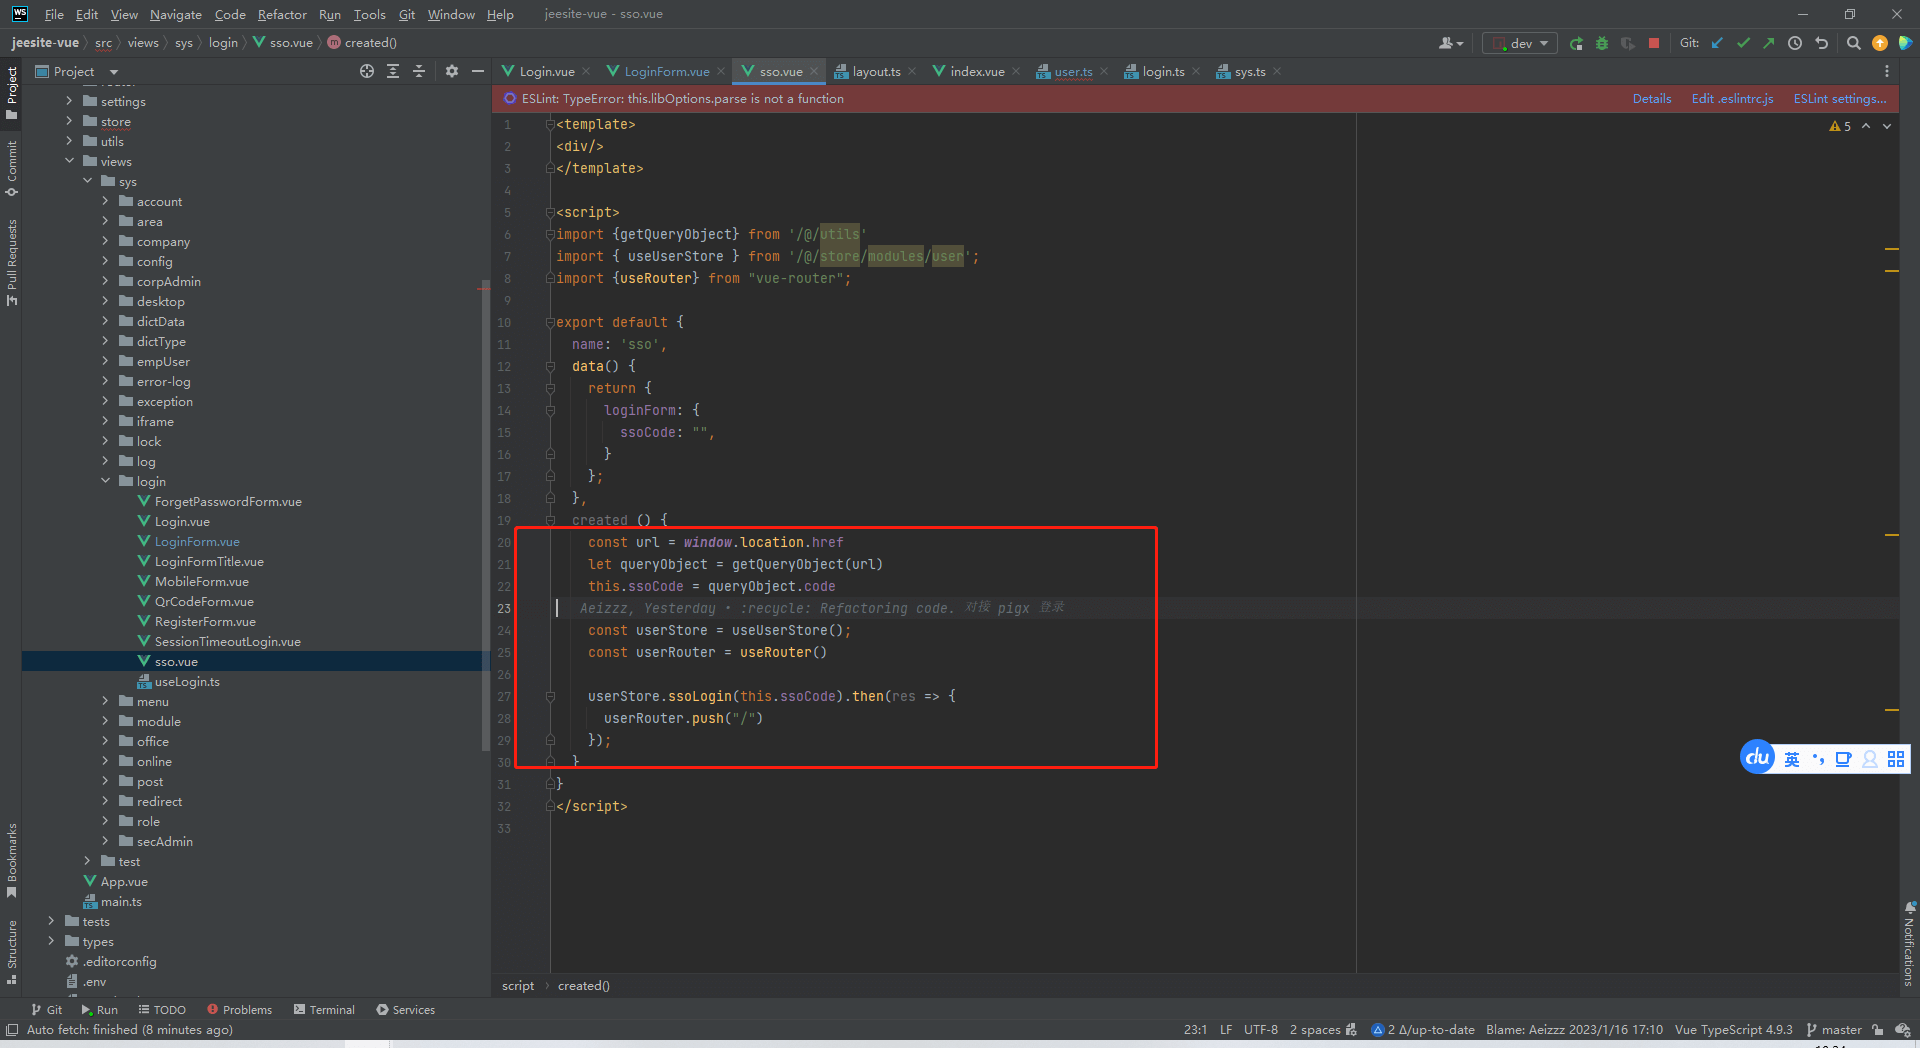 WS File Edit View Navigate Code Refactor Run Tools Git Window Help jeesite-vue - sso.vue
jeesite-vue src views sys login sso.vue m created() dev Git:
Project
Login.vue LoginForm.vue sso.vue layout.ts index.vue user.ts login.ts sys.ts
ESLint: TypeError: this.libOptions.parse is not a function Details Edit .eslintrc.js ESLint settings...
5
Project
Commit
Pull Requests
Bookmarks
Structure
settings
store
utils
views
sys
account
area
company
config
corpAdmin
desktop
dictData
dictType
empUser
error-log
exception
iframe
lock
log
login
ForgetPasswordForm.vue
Login.vue
LoginForm.vue
LoginFormTitle.vue
MobileForm.vue
QrCodeForm.vue
RegisterForm.vue
SessionTimeoutLogin.vue
sso.vue
useLogin.ts
menu
module
office
online
post
redirect
role
secAdmin
test
App.vue
main.ts
tests
types
.editorconfig
.env
1 <template>
2 <div/>
3 </template>
4
5 <script>
6 import {getQueryObject} from '/@/utils'
7 import { useUserStore } from '/@/store/modules/user';
8 import {useRouter} from "vue-router";
9
10 export default {
11 name: 'sso',
12 data() {
13 return {
14 loginForm: {
15 ssoCode: "",
16 }
17 };
18 },
19 created () {
20 const url = window.location.href
21 let queryObject = getQueryObject(url)
22 this.ssoCode = queryObject.code
23 Aeizzz, Yesterday • :recycle: Refactoring code. 对接 pigx 登录
24 const userStore = useUserStore();
25 const userRouter = useRouter()
26
27 userStore.ssoLogin(this.ssoCode).then(res => {
28 userRouter.push("/")
29 });
30 }
31 }
32 </script>
33
du 英
Notifications
script created()
Git Run TODO Problems Terminal Services
Auto fetch: finished (8 minutes ago) 23:1 LF UTF-8 2 spaces 2 Δ/up-to-date Blame: Aeizzz 2023/1/16 17:10 Vue TypeScript 4.9.3 master